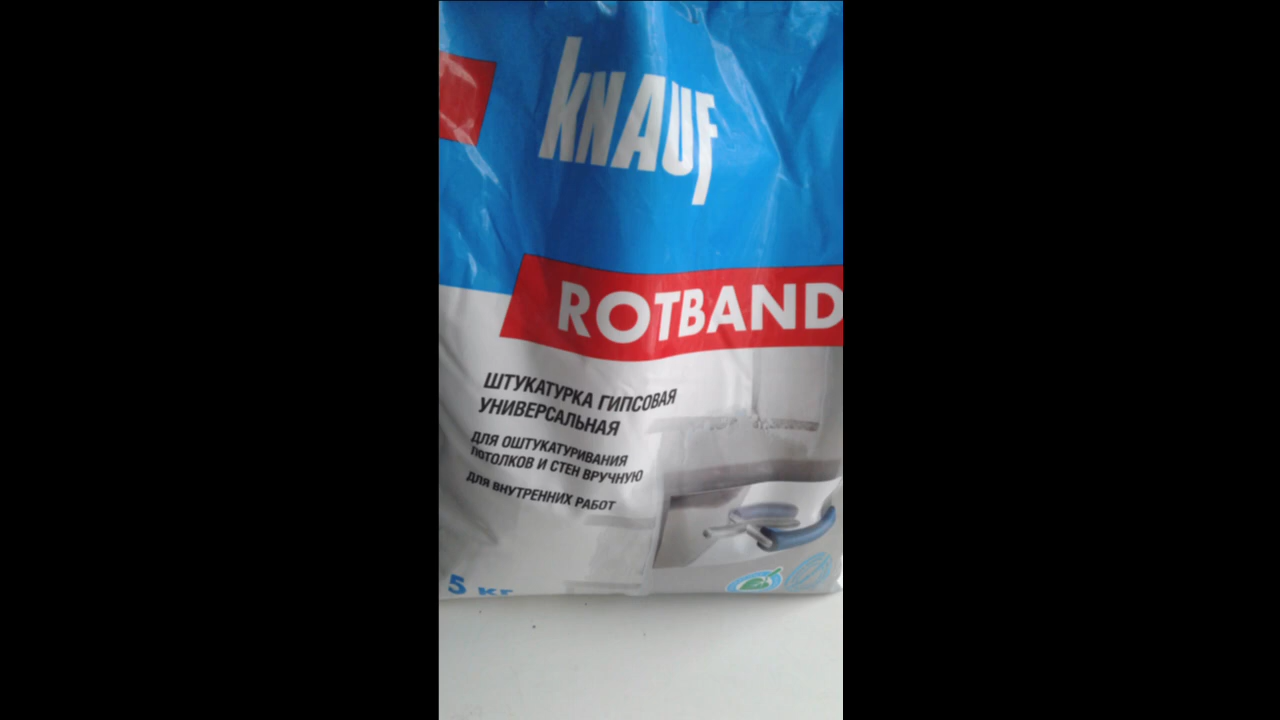 KNAUF
ROTBAND
ШТУКАТУРКА ГИПСОВАЯ
УНИВЕРСАЛЬНАЯ
ДЛЯ ОШТУКАТУРИВАНИЯ
ПОТОЛКОВ И СТЕН ВРУЧНУЮ
ДЛЯ ВНУТРЕННИХ РАБОТ
5 кг